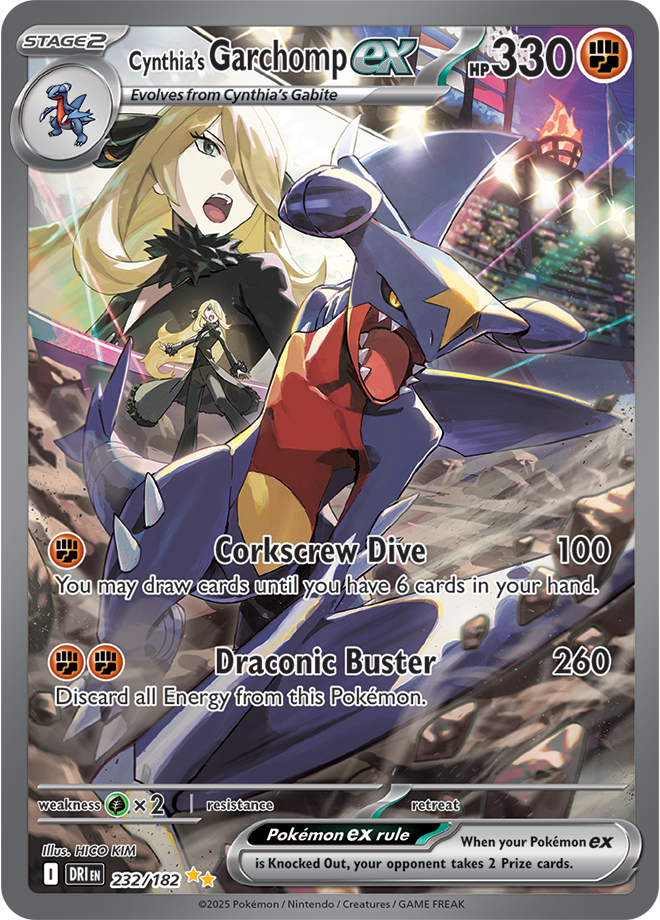 STAGE2
Cynthia's Garchomp ex HP 330
Evolves from Cynthia's Gabite
Corkscrew Dive 100
You may draw cards until you have 6 cards in your hand.
Draconic Buster 260
Discard all Energy from this Pokémon.
weakness ×2 resistance retreat
Pokémon ex rule When your Pokémon ex
is Knocked Out, your opponent takes 2 Prize cards.
Illus. HICO KIM
I DRI EN 232/182
©2025 Pokémon / Nintendo / Creatures / GAME FREAK